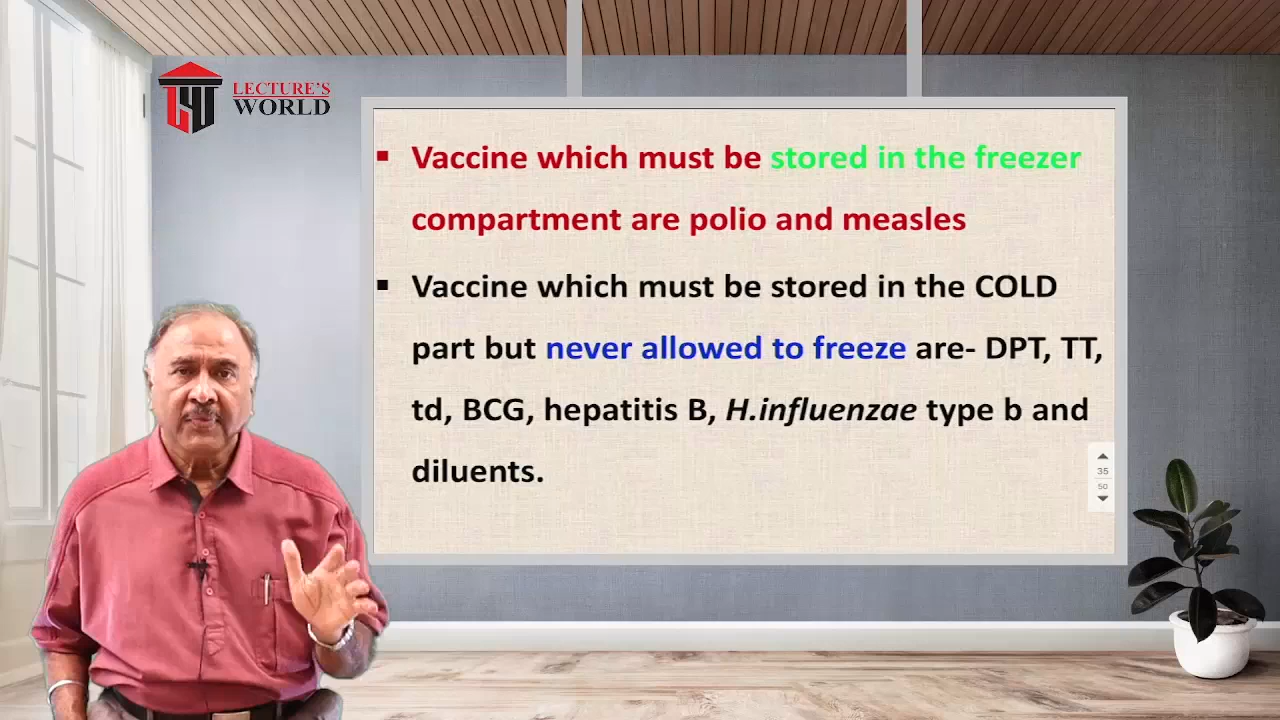 LECTURE'S
WORLD
▪ Vaccine which must be stored in the freezer
compartment are polio and measles
▪ Vaccine which must be stored in the COLD
part but never allowed to freeze are- DPT, TT,
td, BCG, hepatitis B, H.influenzae type b and
diluents.
35
50